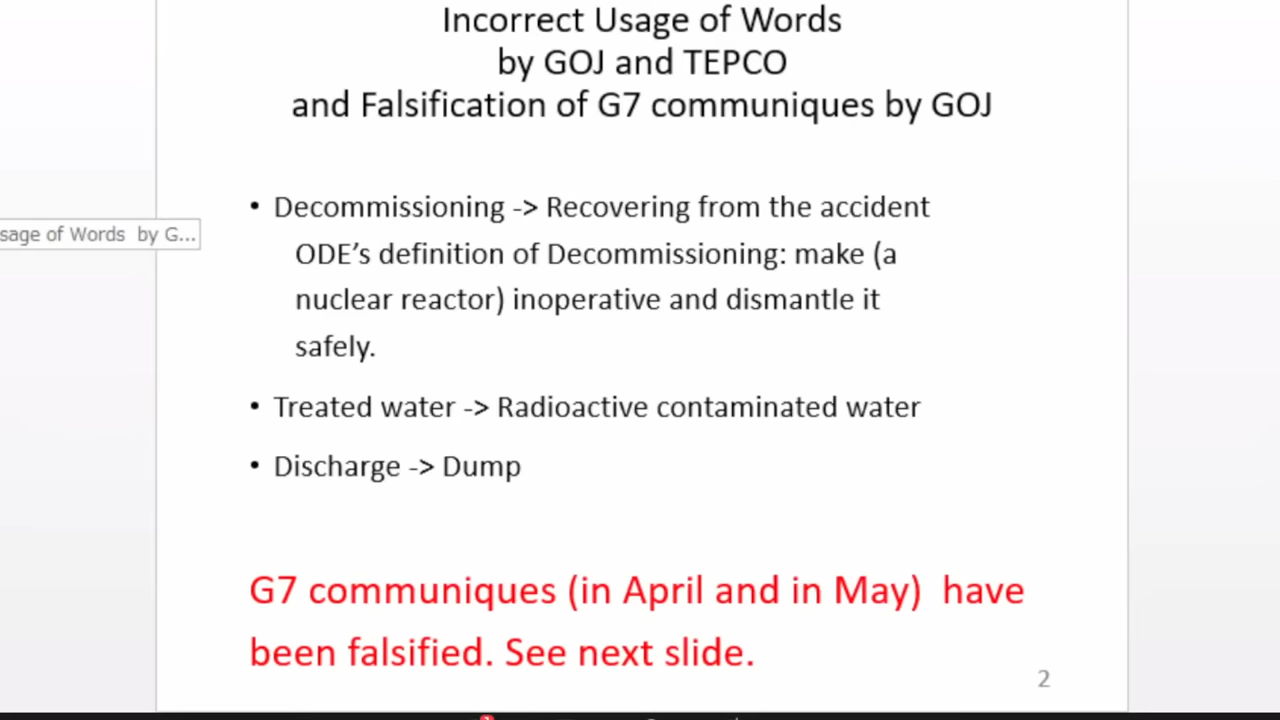 Incorrect Usage of Words
by GOJ and TEPCO
and Falsification of G7 communiques by GOJ
• Decommissioning -> Recovering from the accident
sage of Words by G...
ODE’s definition of Decommissioning: make (a
nuclear reactor) inoperative and dismantle it
safely.
• Treated water -> Radioactive contaminated water
• Discharge -> Dump
G7 communiques (in April and in May) have
been falsified. See next slide.
2